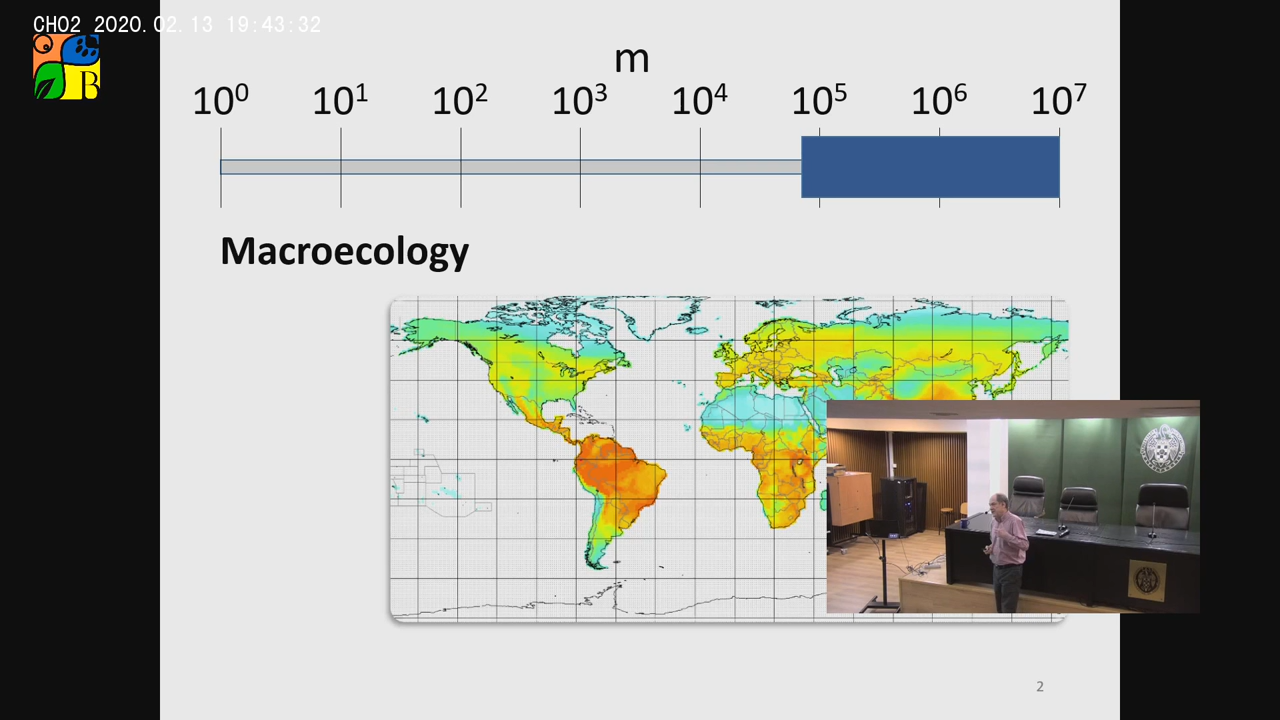 CH02 2020.02.13 19:43:32
B
m
10⁰ 10¹ 10² 10³ 10⁴ 10⁵ 10⁶ 10⁷
Macroecology
2